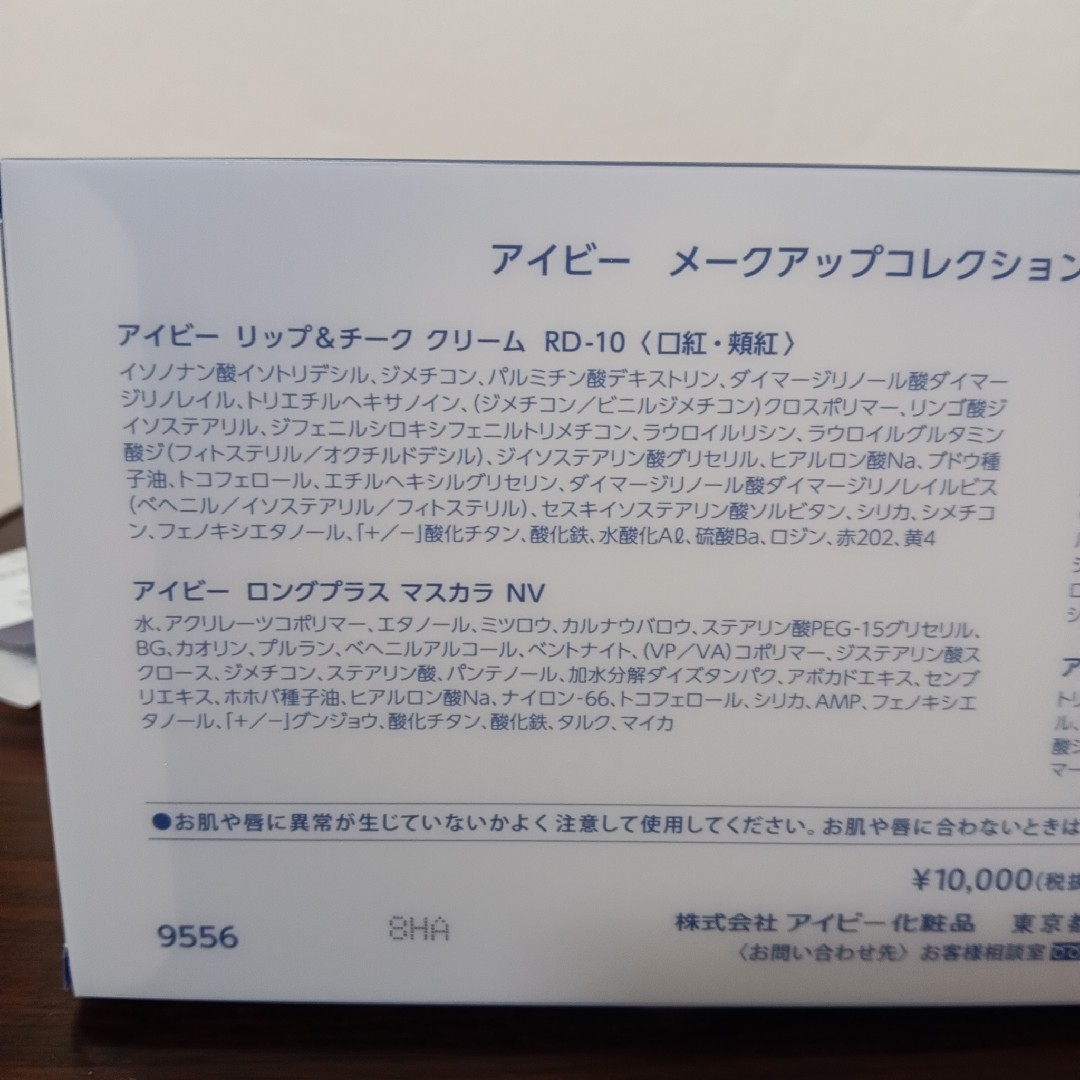 アイビー メークアップコレクション
アイビー リップ&チーク クリーム RD-10〈口紅・頬紅〉
イソノナン酸イソトリデシル、ジメチコン、パルミチン酸デキストリン、ダイマージリノール酸ダイマー
ジリノレイル、トリエチルヘキサノイン、(ジメチコン/ビニルジメチコン)クロスポリマー、リンゴ酸ジ
イソステアリル、ジフェニルシロキシフェニルトリメチコン、ラウロイルリシン、ラウロイルグルタミン
酸ジ(フィトステリル/オクチルドデシル)、ジイソステアリン酸グリセリル、ヒアルロン酸Na、ブドウ種
子油、トコフェロール、エチルヘキシルグリセリン、ダイマージリノール酸ダイマージリノレイルビス
(ベヘニル/イソステアリル/フィトステリル)、セスキイソステアリン酸ソルビタン、シリカ、シメチコ
ン、フェノキシエタノール、「+/−」酸化チタン、酸化鉄、水酸化Aℓ、硫酸Ba、ロジン、赤202、黄4
アイビー ロングプラス マスカラ NV
水、アクリレーツコポリマー、エタノール、ミツロウ、カルナウバロウ、ステアリン酸PEG-15グリセリル、
BG、カオリン、プルラン、ベヘニルアルコール、ベントナイト、(VP/VA)コポリマー、ジステアリン酸ス
クロース、ジメチコン、ステアリン酸、パンテノール、加水分解ダイズタンパク、アボカドエキス、センブ
リエキス、ホホバ種子油、ヒアルロン酸Na、ナイロン-66、トコフェロール、シリカ、AMP、フェノキシエ
タノール、「+/−」グンジョウ、酸化チタン、酸化鉄、タルク、マイカ
●お肌や唇に異常が生じていないかよく注意して使用してください。お肌や唇に合わないときは
¥10,000(税抜
9556
8HA
株式会社 アイビー化粧品 東京都
〈お問い合わせ先〉お客様相談室